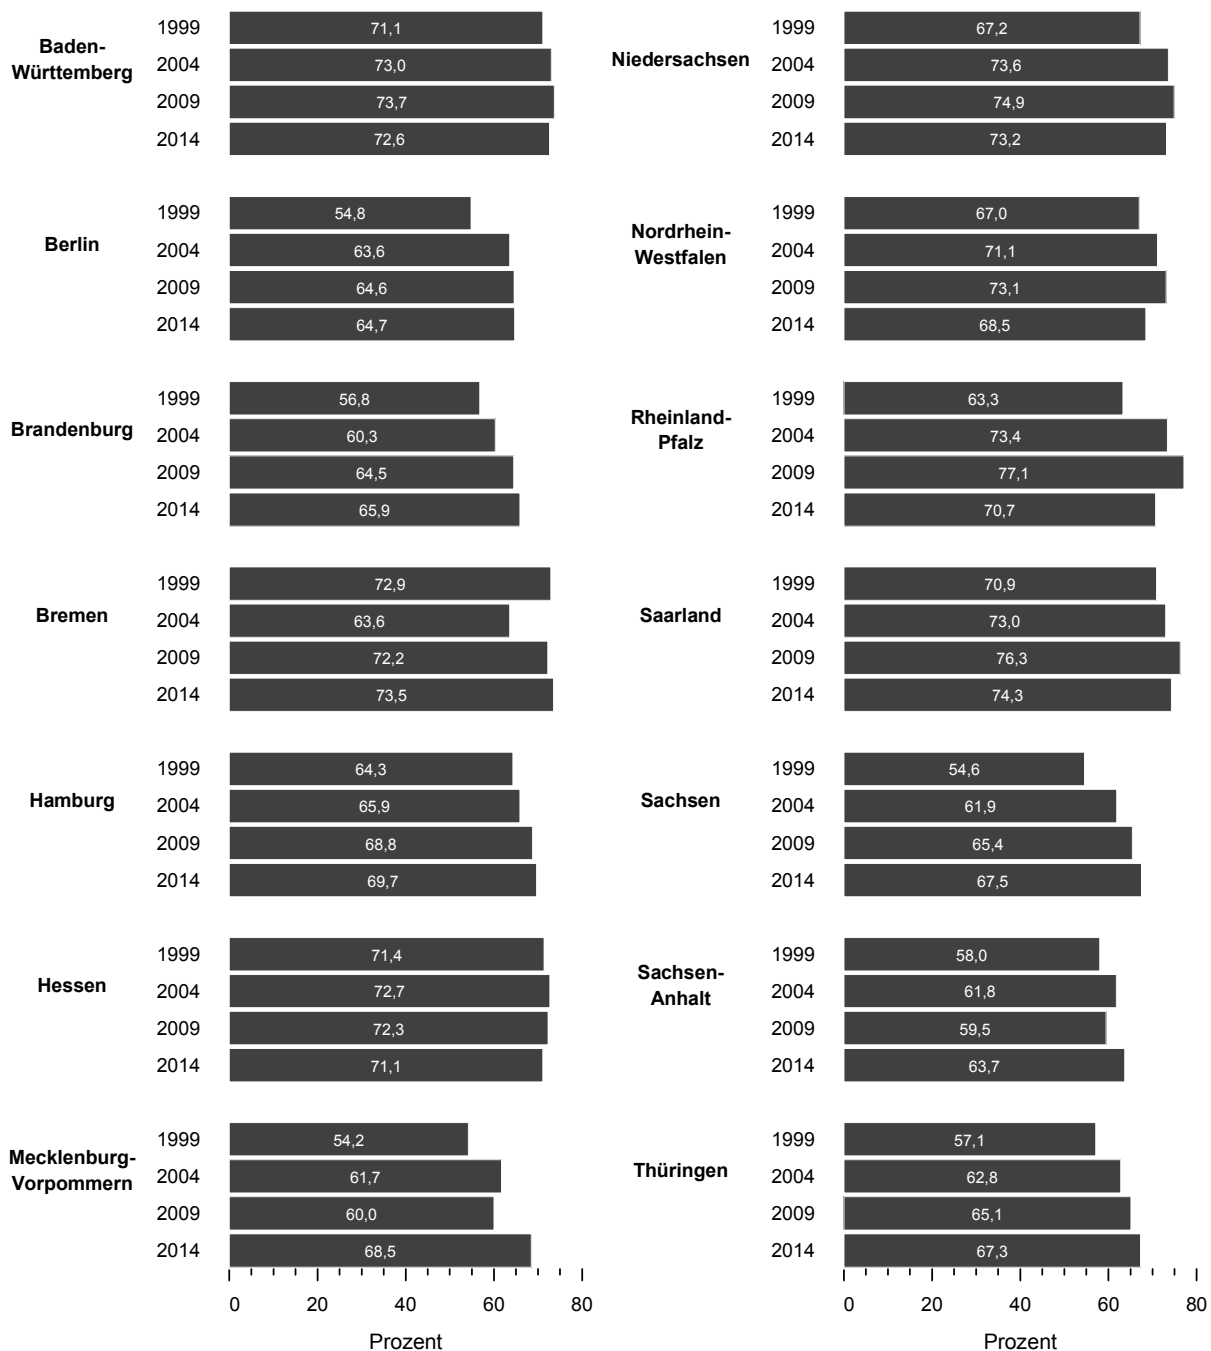 Baden-
Württemberg
1999 71,1
2004 73,0
2009 73,7
2014 72,6
Berlin
1999 54,8
2004 63,6
2009 64,6
2014 64,7
Brandenburg
1999 56,8
2004 60,3
2009 64,5
2014 65,9
Bremen
1999 72,9
2004 63,6
2009 72,2
2014 73,5
Hamburg
1999 64,3
2004 65,9
2009 68,8
2014 69,7
Hessen
1999 71,4
2004 72,7
2009 72,3
2014 71,1
Mecklenburg-
Vorpommern
1999 54,2
2004 61,7
2009 60,0
2014 68,5
0 20 40 60 80
Prozent
Niedersachsen
1999 67,2
2004 73,6
2009 74,9
2014 73,2
Nordrhein-
Westfalen
1999 67,0
2004 71,1
2009 73,1
2014 68,5
Rheinland-
Pfalz
1999 63,3
2004 73,4
2009 77,1
2014 70,7
Saarland
1999 70,9
2004 73,0
2009 76,3
2014 74,3
Sachsen
1999 54,6
2004 61,9
2009 65,4
2014 67,5
Sachsen-
Anhalt
1999 58,0
2004 61,8
2009 59,5
2014 63,7
Thüringen
1999 57,1
2004 62,8
2009 65,1
2014 67,3
0 20 40 60 80
Prozent